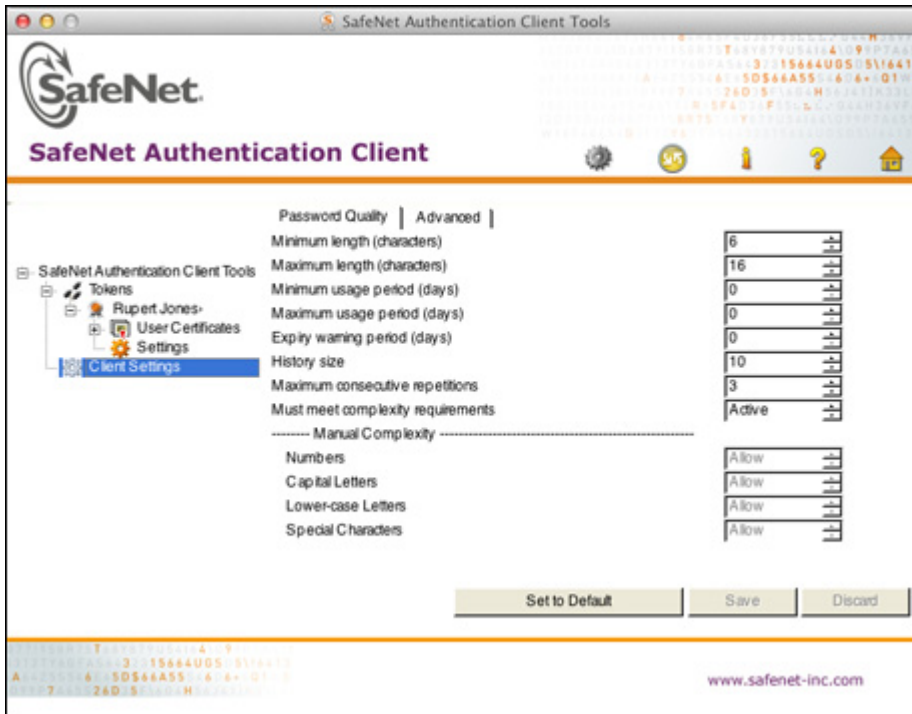 SafeNet Authentication Client Tools
SafeNet.
SafeNet Authentication Client
Password Quality | Advanced |
SafeNet Authentication Client Tools
Tokens
Rupert Jones
User Certificates
Settings
Client Settings
Minimum length (characters) 6
Maximum length (characters) 16
Minimum usage period (days) 0
Maximum usage period (days) 0
Expiry warning period (days) 0
History size 10
Maximum consecutive repetitions 3
Must meet complexity requirements Active
Manual Complexity
Numbers Allow
Capital Letters Allow
Lower-case Letters Allow
Special Characters Allow
Set to Default Save Discard
www.safenet-inc.com